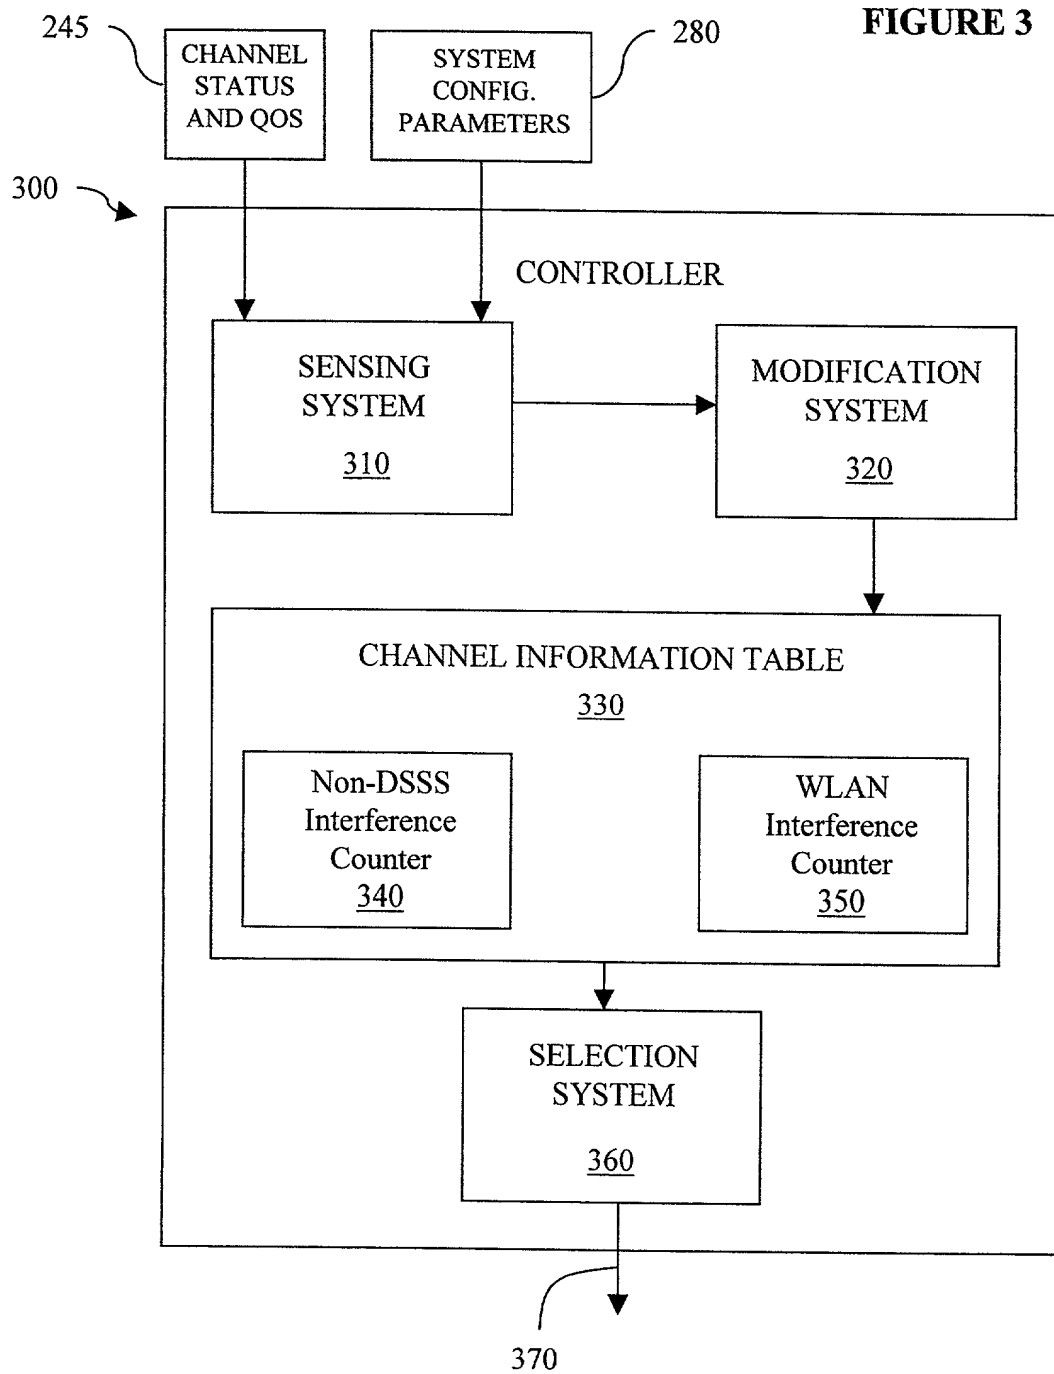 FIGURE 3
245
CHANNEL
STATUS
AND QOS
SYSTEM
CONFIG.
PARAMETERS
280
300
CONTROLLER
SENSING
SYSTEM
310
MODIFICATION
SYSTEM
320
CHANNEL INFORMATION TABLE
330
Non-DSSS
Interference
Counter
340
WLAN
Interference
Counter
350
SELECTION
SYSTEM
360
370